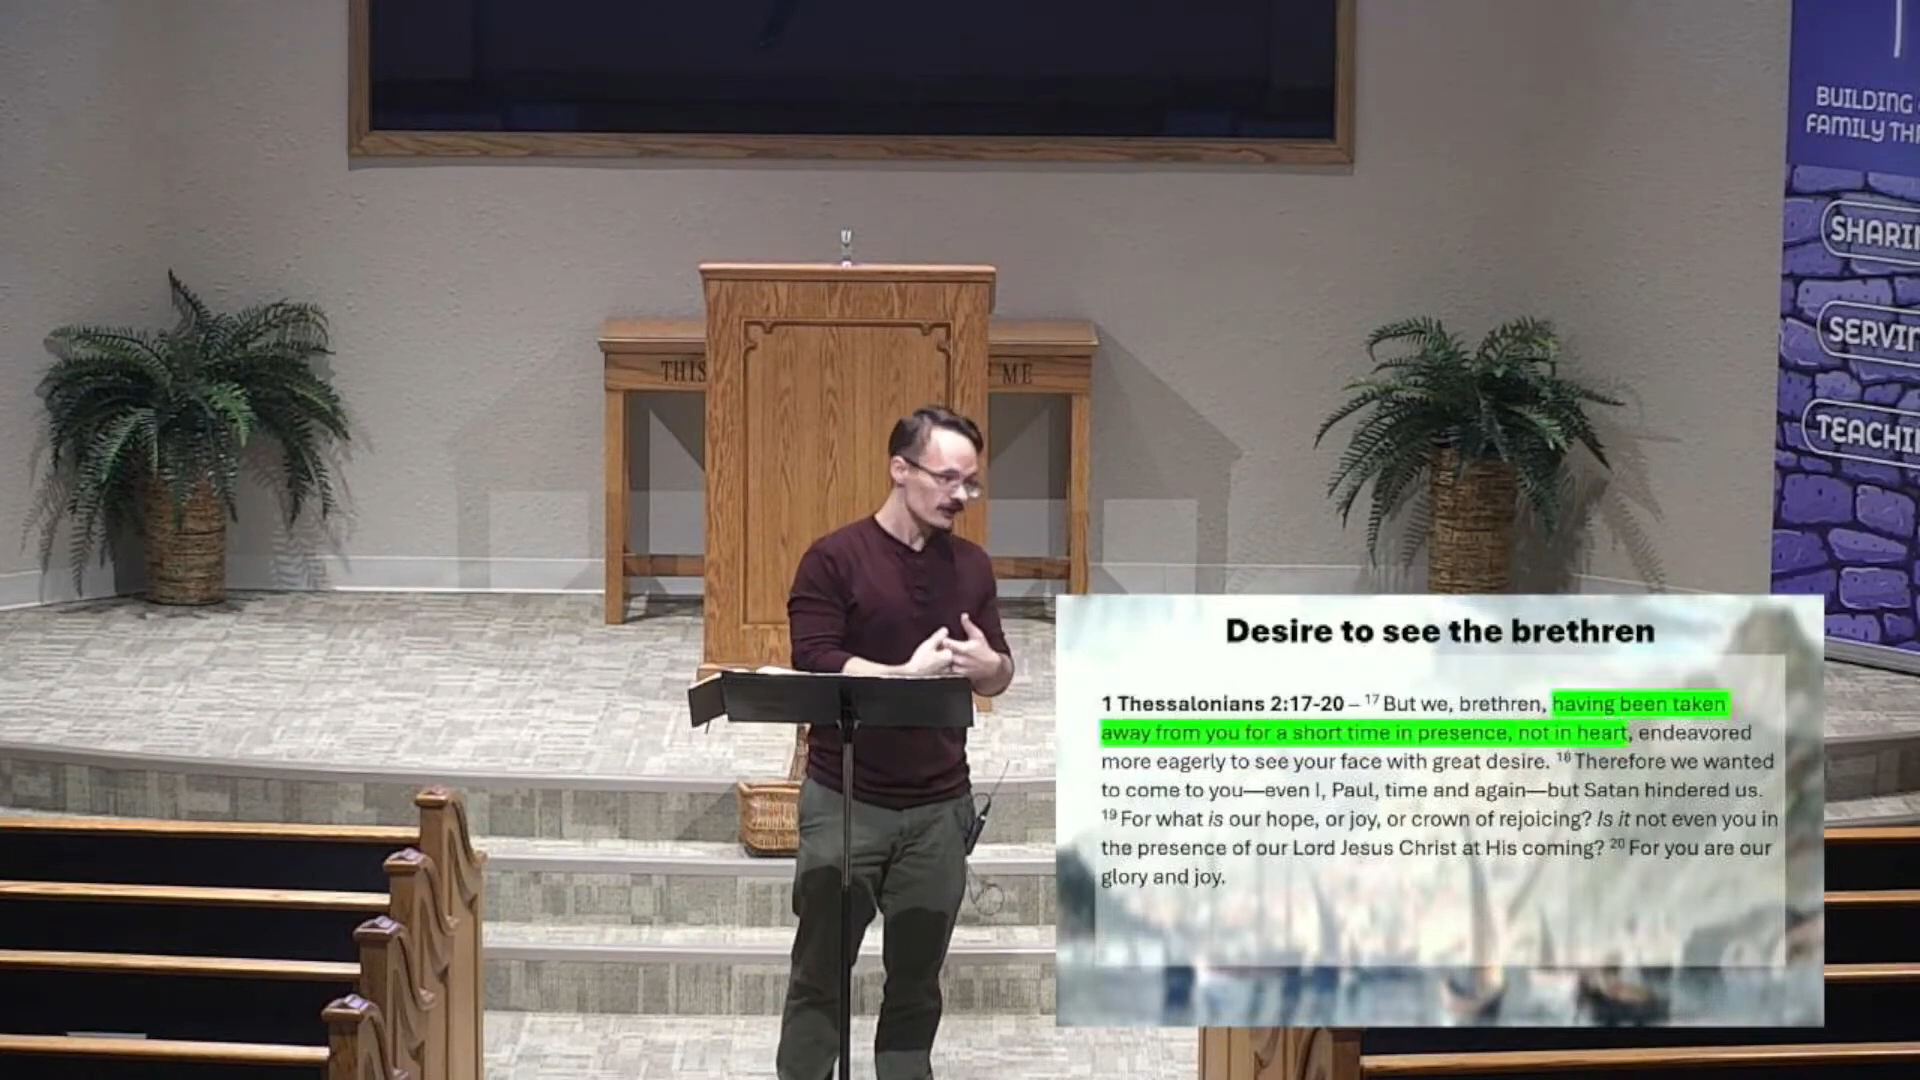 BUILDING
FAMILY
THIS
ME
Desire to see the brethren
1 Thessalonians 2:17-20 – ¹⁷ But we, brethren, having been taken
away from you for a short time in presence, not in heart, endeavored
more eagerly to see your face with great desire. ¹⁸ Therefore we wanted
to come to you—even I, Paul, time and again—but Satan hindered us.
¹⁹ For what is our hope, or joy, or crown of rejoicing? Is it not even you in
the presence of our Lord Jesus Christ at His coming? ²⁰ For you are our
glory and joy.